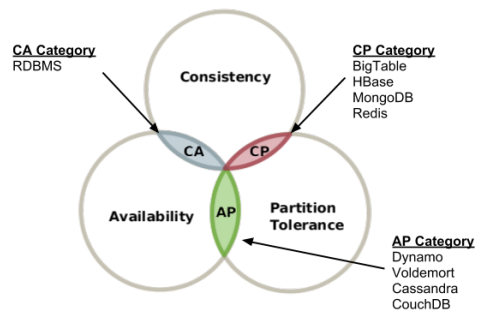 CA Category
RDBMS
CP Category
BigTable
HBase
MongoDB
Redis
Consistency
CA
CP
Availability
AP
Partition
Tolerance
AP Category
Dynamo
Voldemort
Cassandra
CouchDB